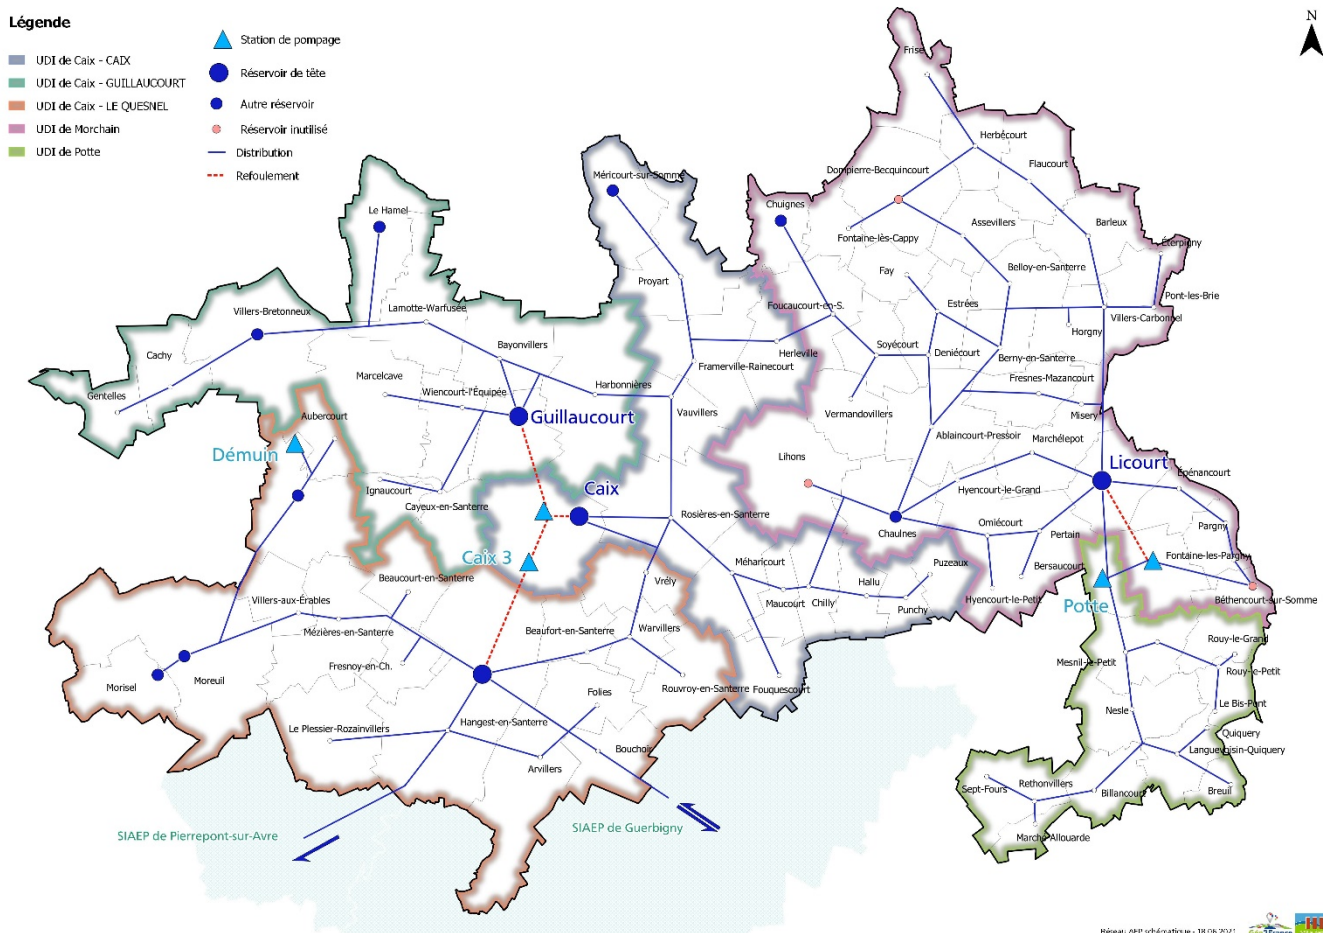 Légende
UDI de Caix - CAIX
UDI de Caix - GUILLAUCOURT
UDI de Caix - LE QUESNEL
UDI de Morchain
UDI de Potte
Station de pompage
Réservoir de tête
Autre réservoir
Réservoir inutilisé
Distribution
Refoulement
N
Frise
Herbécourt
Dompierre-Becquincourt
Flaucourt
Méricourt-sur-Somme
Chuignes
Le Hamel
Assevillers
Barleux
Fontaine-lès-Cappy
Éterpigny
Fay
Belloy-en-Santerre
Proyart
Pont-les-Brie
Lamotte-Warfusée
Foucaucourt-en-S.
Estrées
Villers-Carbonnel
Villers-Bretonneux
Horgny
Bayonvillers
Soyécourt
Deniécourt
Herleville
Cachy
Berny-en-Santerre
Framerville-Rainecourt
Marcelcave
Fresnes-Mazancourt
Harbonnières
Wiencourt-l'Équipée
Gentelles
Vauvillers
Vermandovillers
Misery
Aubercourt
Guillaucourt
Ablaincourt-Pressoir
Marchélepot
Démuin
Lihons
Licourt
Épénancourt
Ignaucourt
Caix
Hyencourt-le-Grand
Cayeux-en-Santerre
Rosières-en-Santerre
Omiécourt
Pargny
Chaulnes
Pertain
Caix 3
Méharicourt
Puzeaux
Fontaine-les-Pargny
Bersaucourt
Beaucourt-en-Santerre
Vrély
Hallu
Maucourt
Chilly
Hyencourt-le-Petit
Potte
Béthencourt-sur-Somme
Villers-aux-Érables
Punchy
Mézières-en-Santerre
Beaufort-en-Santerre
Warvillers
Rouy-le-Grand
Fresnoy-en-Ch.
Mesnil-le-Petit
Rouy-le-Petit
Morisel
Moreuil
Rouvroy-en-Santerre
Fouquescourt
Folies
Le Bis-Pont
Nesle
Hangest-en-Santerre
Le Plessier-Rozainvillers
Quiquery
Bouchoir
Languevoisin-Quiquery
Arvillers
Sept-Fours
Rethonvillers
Billancourt
Breuil
SIAEP de Pierrepont-sur-Avre
SIAEP de Guerbigny
Marché-Allouarde
Réseau AEP schématique - 18.06.2021